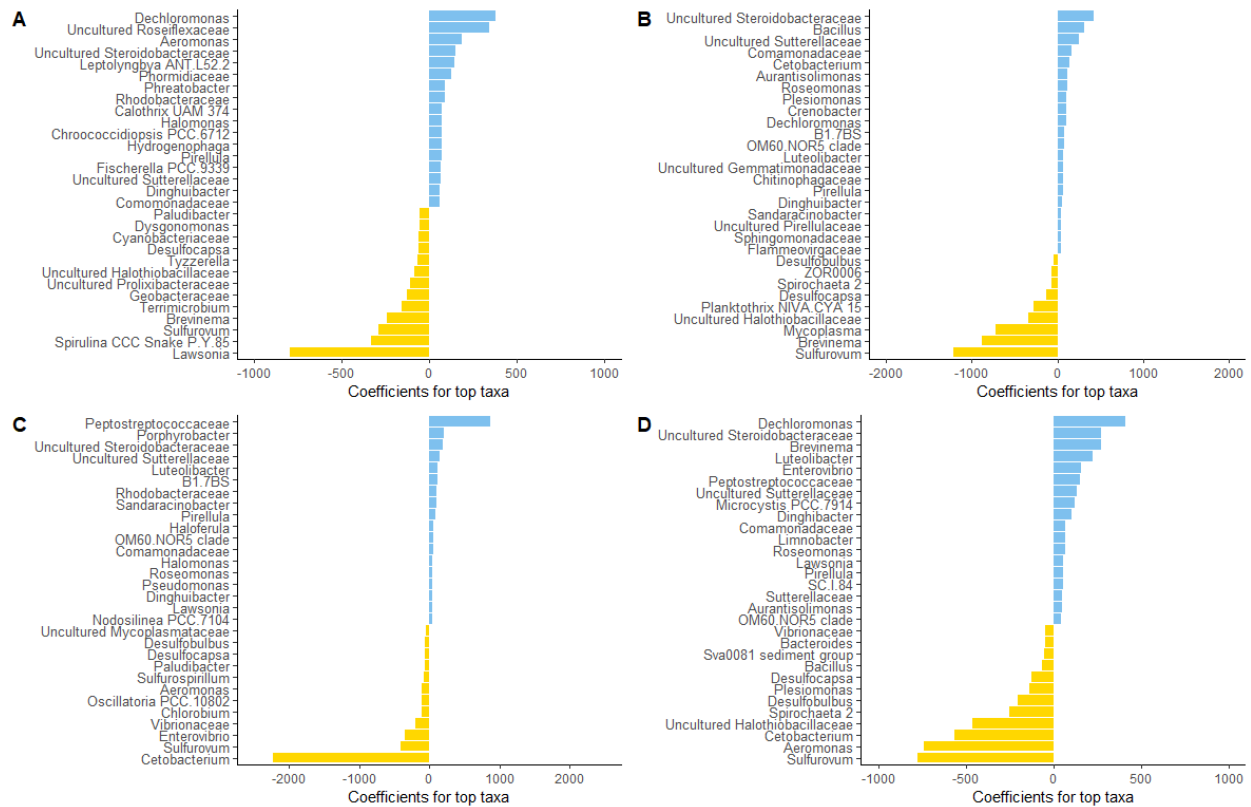 A
Dechloromonas
Uncultured Roseiflexaceae
Aeromonas
Uncultured Steroidobacteraceae
Leptolyngbya ANT.L52.2
Phormidiaceae
Phreatobacter
Rhodobacteraceae
Calothrix UAM 374
Halomonas
Chroococcidiopsis PCC.6712
Hydrogenophaga
Pirellula
Fischerella PCC.9339
Uncultured Sutterellaceae
Dinghuibacter
Comomonadaceae
Paludibacter
Dysgonomonas
Cyanobacteriaceae
Desulfocapsa
Tyzzerella
Uncultured Halothiobacillaceae
Uncultured Prolixibacteraceae
Geobacteraceae
Terrimicrobium
Brevinema
Sulfurovum
Spirulina CCC Snake P.Y.85
Lawsonia
-1000 -500 0 500 1000
Coefficients for top taxa
B
Uncultured Steroidobacteraceae
Bacillus
Uncultured Sutterellaceae
Comamonadaceae
Cetobacterium
Aurantisolimonas
Roseomonas
Plesiomonas
Crenobacter
Dechloromonas
B1.7BS
OM60.NOR5 clade
Luteolibacter
Uncultured Gemmatimonadaceae
Chitinophagaceae
Pirellula
Dinghuibacter
Sandaracinobacter
Uncultured Pirellulaceae
Sphingomonadaceae
Flammeovirgaceae
Desulfobulbus
ZOR0006
Spirochaeta 2
Desulfocapsa
Planktothrix NIVA.CYA 15
Uncultured Halothiobacillaceae
Mycoplasma
Brevinema
Sulfurovum
-2000 -1000 0 1000 2000
Coefficients for top taxa
C
Peptostreptococcaceae
Porphyrobacter
Uncultured Steroidobacteraceae
Uncultured Sutterellaceae
Luteolibacter
B1.7BS
Rhodobacteraceae
Sandaracinobacter
Pirellula
Haloferula
OM60.NOR5 clade
Comamonadaceae
Halomonas
Roseomonas
Pseudomonas
Dinghuibacter
Lawsonia
Nodosilinea PCC.7104
Uncultured Mycoplasmataceae
Desulfobulbus
Desulfocapsa
Paludibacter
Sulfurospirillum
Aeromonas
Oscillatoria PCC.10802
Chlorobium
Vibrionaceae
Enterovibrio
Sulfurovum
Cetobacterium
-2000 -1000 0 1000 2000
Coefficients for top taxa
D
Dechloromonas
Uncultured Steroidobacteraceae
Brevinema
Luteolibacter
Enterovibrio
Peptostreptococcaceae
Uncultured Sutterellaceae
Microcystis PCC.7914
Dinghibacter
Comamonadaceae
Limnobacter
Roseomonas
Lawsonia
Pirellula
SC.I.84
Sutterellaceae
Aurantisolimonas
OM60.NOR5 clade
Vibrionaceae
Bacteroides
Sva0081 sediment group
Bacillus
Desulfocapsa
Plesiomonas
Desulfobulbus
Spirochaeta 2
Uncultured Halothiobacillaceae
Cetobacterium
Aeromonas
Sulfurovum
-1000 -500 0 500 1000
Coefficients for top taxa